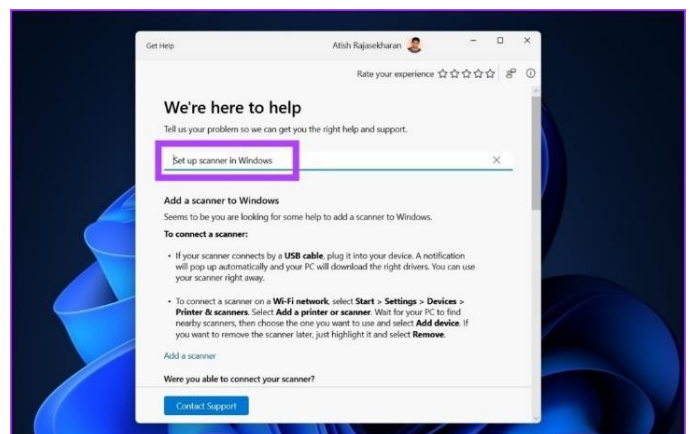 Get Help
Atish Rajasekharan
Rate your experience
We're here to help
Tell us your problem so we can get you the right help and support.
Set up scanner in Windows
Add a scanner to Windows
Seems to be you are looking for some help to add a scanner to Windows.
To connect a scanner:
• If your scanner connects by a USB cable, plug it into your device. A notification
will pop up automatically and your PC will download the right drivers. You can use
your scanner right away.
• To connect a scanner on a Wi-Fi network, select Start > Settings > Devices >
Printer & scanners. Select Add a printer or scanner. Wait for your PC to find
nearby scanners, then choose the one you want to use and select Add device. If
you want to remove the scanner later, just highlight it and select Remove.
Add a scanner
Were you able to connect your scanner?
Contact Support